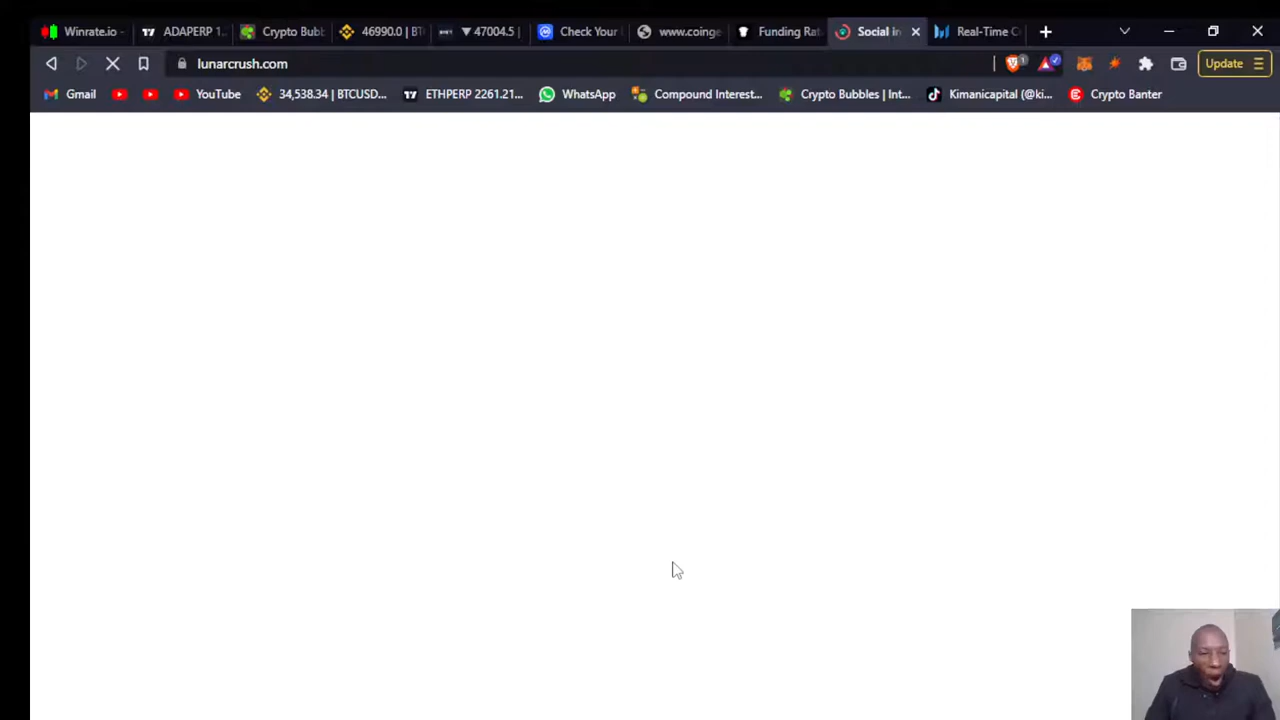 Winrate.io - ADAPERP 1. Crypto Bubb 46990.0 | BT ▼ 47004.5 | Check Your www.coinge Funding Rat Social in Real-Time C
lunarcrush.com 1 Update
Gmail YouTube 34,538.34 | BTCUSD... ETHPERP 2261.21... WhatsApp Compound Interest... Crypto Bubbles | Int... Kimanicapital (@ki... Crypto Banter